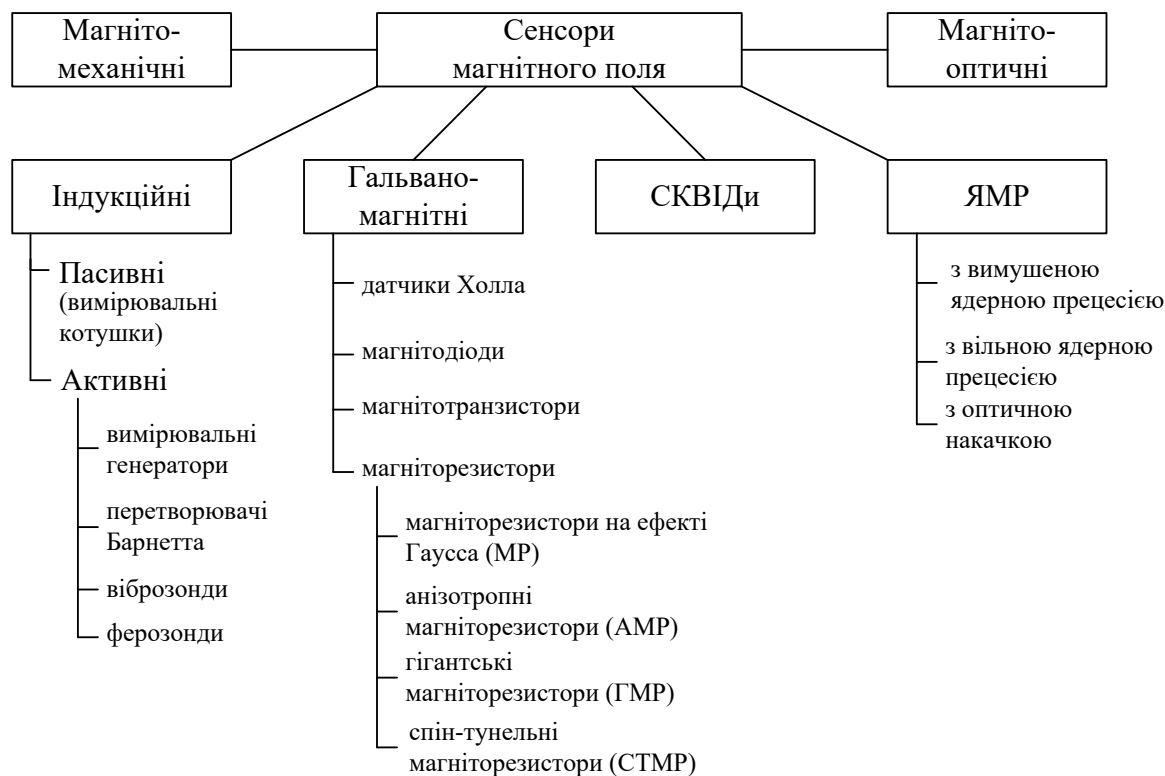 Магніто-
механічні
Сенсори
магнітного поля
Магніто-
оптичні
Індукційні
Гальвано-
магнітні
СКВІДи
ЯМР
Пасивні
(вимірювальні
котушки)
Активні
вимірювальні
генератори
перетворювачі
Барнетта
віброзонди
ферозонди
датчики Холла
магнітодіоди
магнітотранзистори
магніторезистори
магніторезистори на ефекті
Гаусса (МР)
анізотропні
магніторезистори (АМР)
гігантські
магніторезистори (ГМР)
спін-тунельні
магніторезистори (СТМР)
з вимушеною
ядерною прецесією
з вільною ядерною
прецесією
з оптичною
накачкою